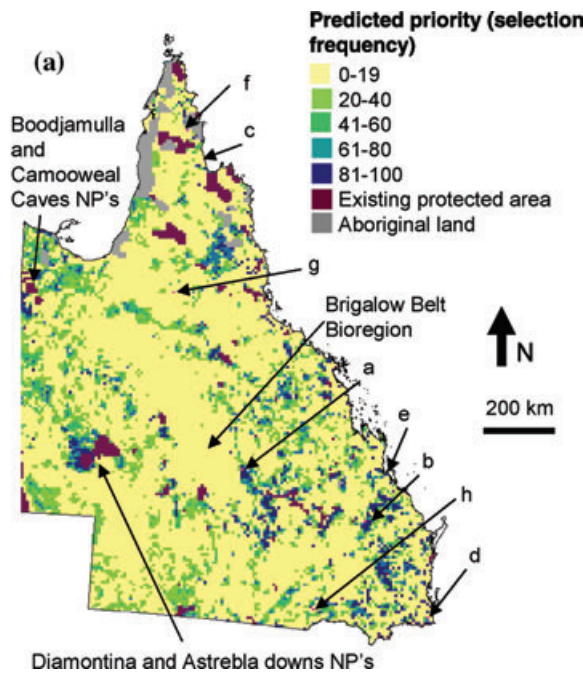 (a)
Predicted priority (selection
frequency)
0-19
20-40
41-60
61-80
81-100
Existing protected area
Aboriginal land
f
c
Boodjamulla
and
Camooweal
Caves NP's
g
Brigalow Belt
Bioregion
a
N
200 km
e
b
h
d
Diamontina and Astrebla downs NP's